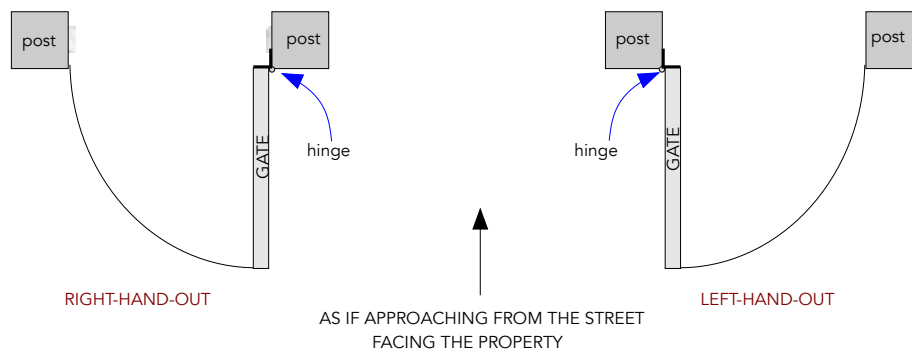 post
post
post
post
GATE
hinge
hinge
GATE
RIGHT-HAND-OUT
LEFT-HAND-OUT
AS IF APPROACHING FROM THE STREET
FACING THE PROPERTY